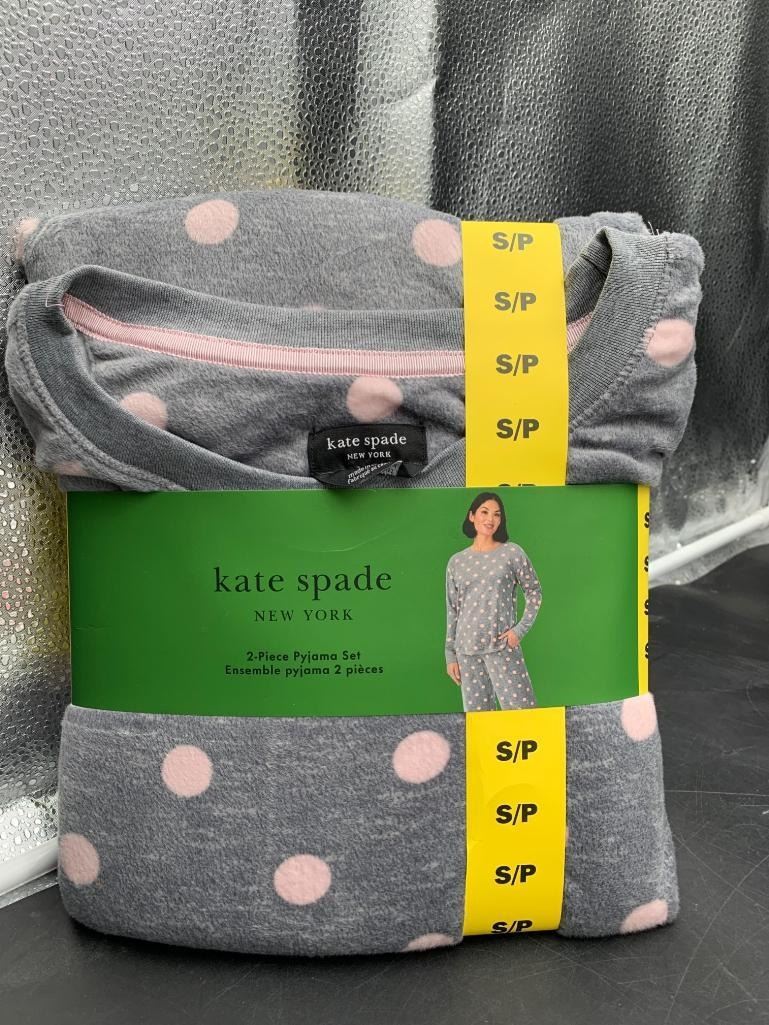 S/P
S/P
S/P
S/P
kate spade
NEW YORK
kate spade
NEW YORK
2-Piece Pyjama Set
Ensemble pyjama 2 pièces
S/P
S/P
S/P
S/P